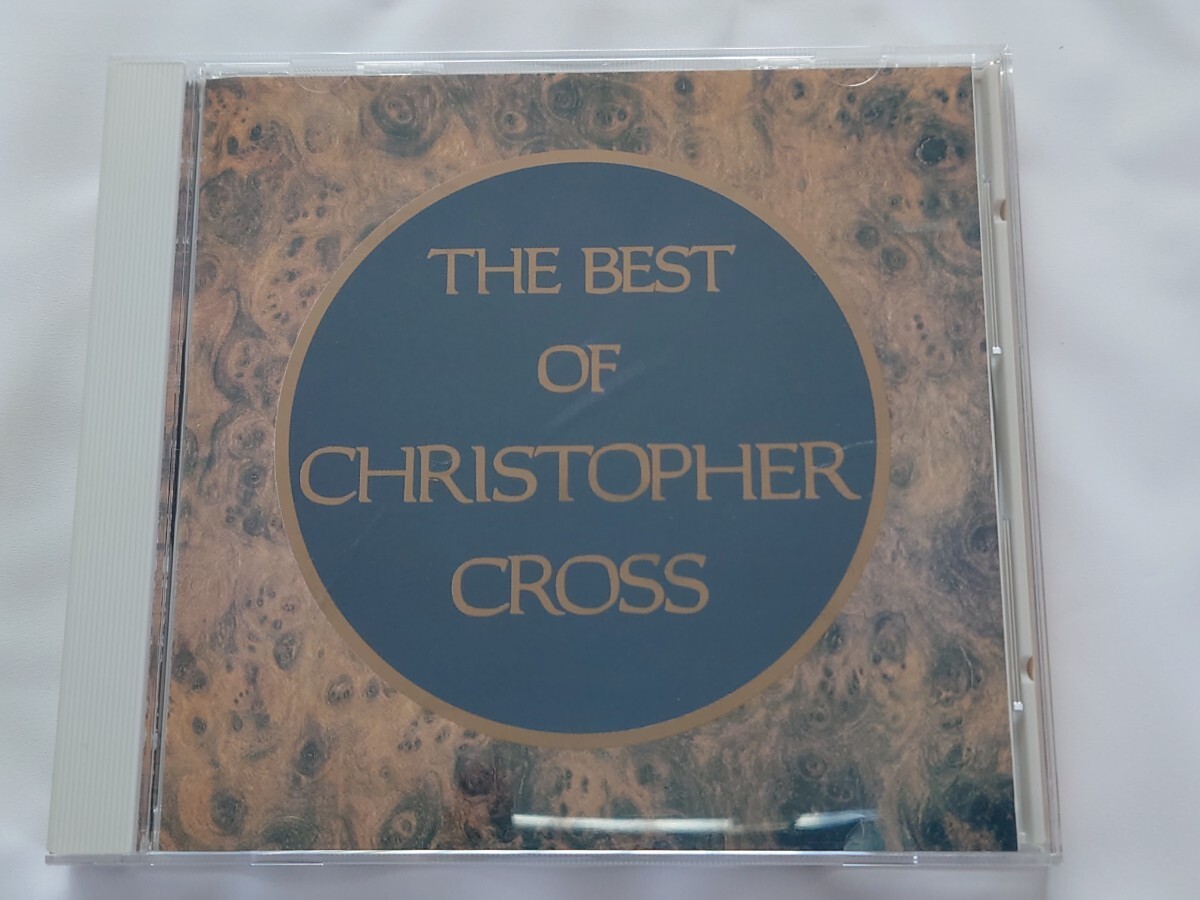 THE BEST
OF
CHRISTOPHER
CROSS